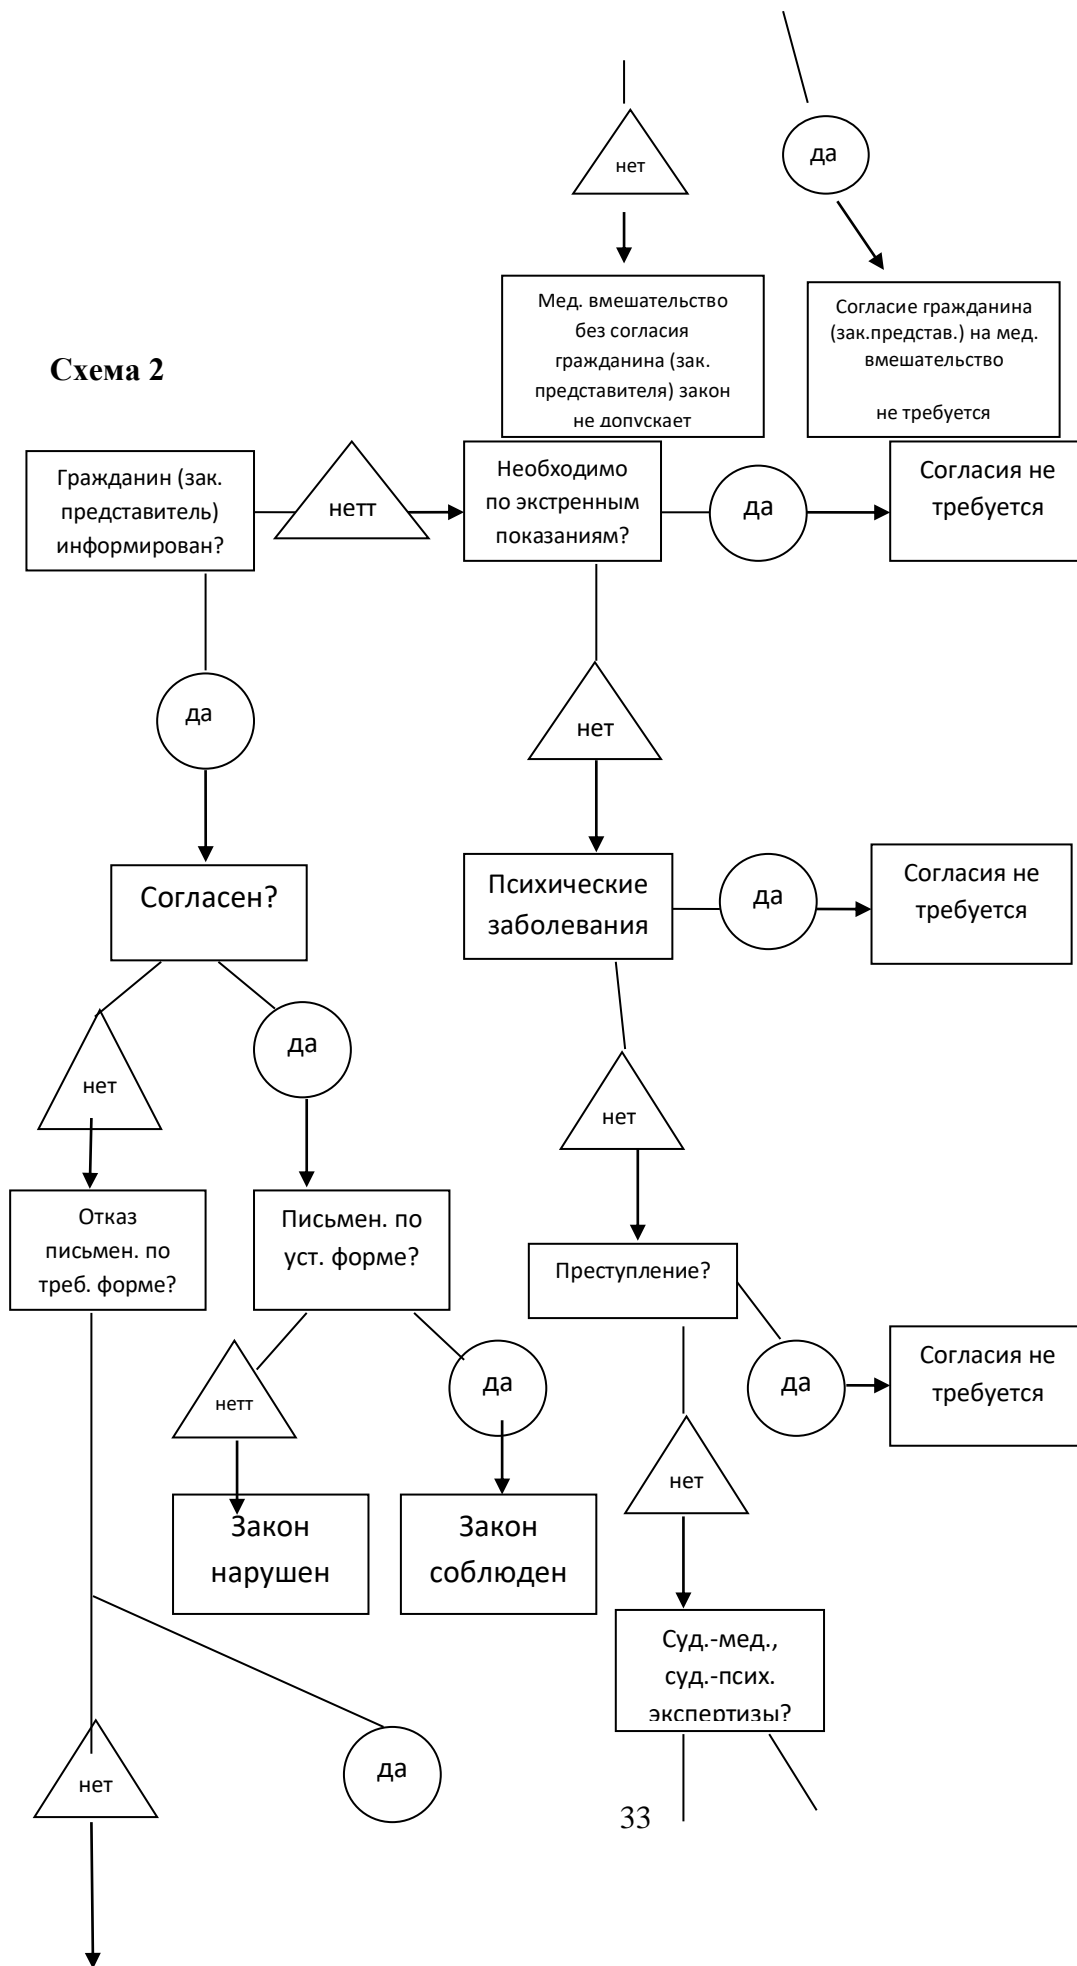 нет
да
Мед. вмешательство
без согласия
гражданина (зак.
представителя) закон
не допускает
Согласие гражданина
(зак.представ.) на мед.
вмешательство
не требуется
Схема 2
Гражданин (зак.
представитель)
информирован?
нетт
Необходимо
по экстренным
показаниям?
да
Согласия не
требуется
да
нет
Согласен?
Психические
заболевания
да
Согласия не
требуется
нет
да
нет
Отказ
письмен. по
треб. форме?
Письмен. по
уст. форме?
Преступление?
нетт
да
да
Согласия не
требуется
нет
Закон
нарушен
Закон
соблюден
Суд.-мед.,
суд.-псих.
экспертизы?
нет
да
33